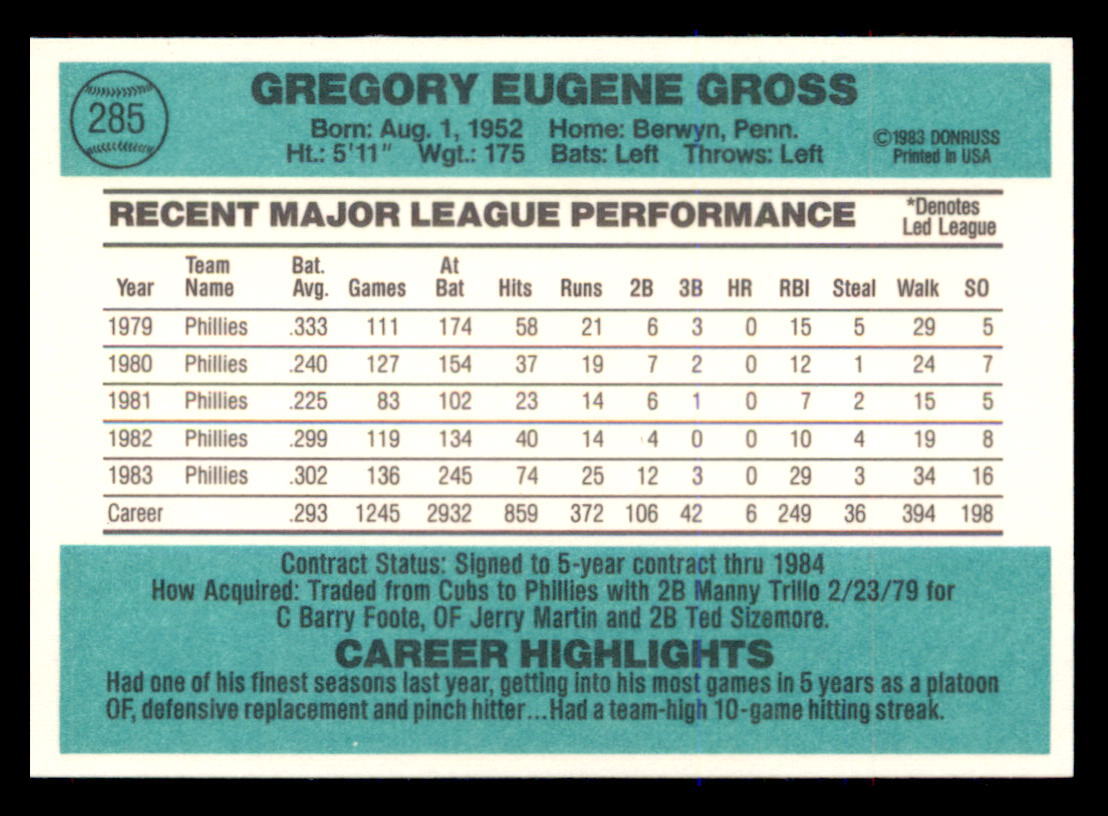 285
GREGORY EUGENE GROSS
Born: Aug. 1, 1952 Home: Berwyn, Penn.
Ht.: 5'11" Wgt.: 175 Bats: Left Throws: Left
©1983 DONRUSS
Printed In USA
RECENT MAJOR LEAGUE PERFORMANCE
*Denotes
Led League
Year Team Name Bat. Avg. Games At Bat Hits Runs 2B 3B HR RBI Steal Walk SO
1979 Phillies .333 111 174 58 21 6 3 0 15 5 29 5
1980 Phillies .240 127 154 37 19 7 2 0 12 1 24 7
1981 Phillies .225 83 102 23 14 6 1 0 7 2 15 5
1982 Phillies .299 119 134 40 14 4 0 0 10 4 19 8
1983 Phillies .302 136 245 74 25 12 3 0 29 3 34 16
Career .293 1245 2932 859 372 106 42 6 249 36 394 198
Contract Status: Signed to 5-year contract thru 1984
How Acquired: Traded from Cubs to Phillies with 2B Manny Trillo 2/23/79 for
C Barry Foote, OF Jerry Martin and 2B Ted Sizemore.
CAREER HIGHLIGHTS
Had one of his finest seasons last year, getting into his most games in 5 years as a platoon
OF, defensive replacement and pinch hitter...Had a team-high 10-game hitting streak.